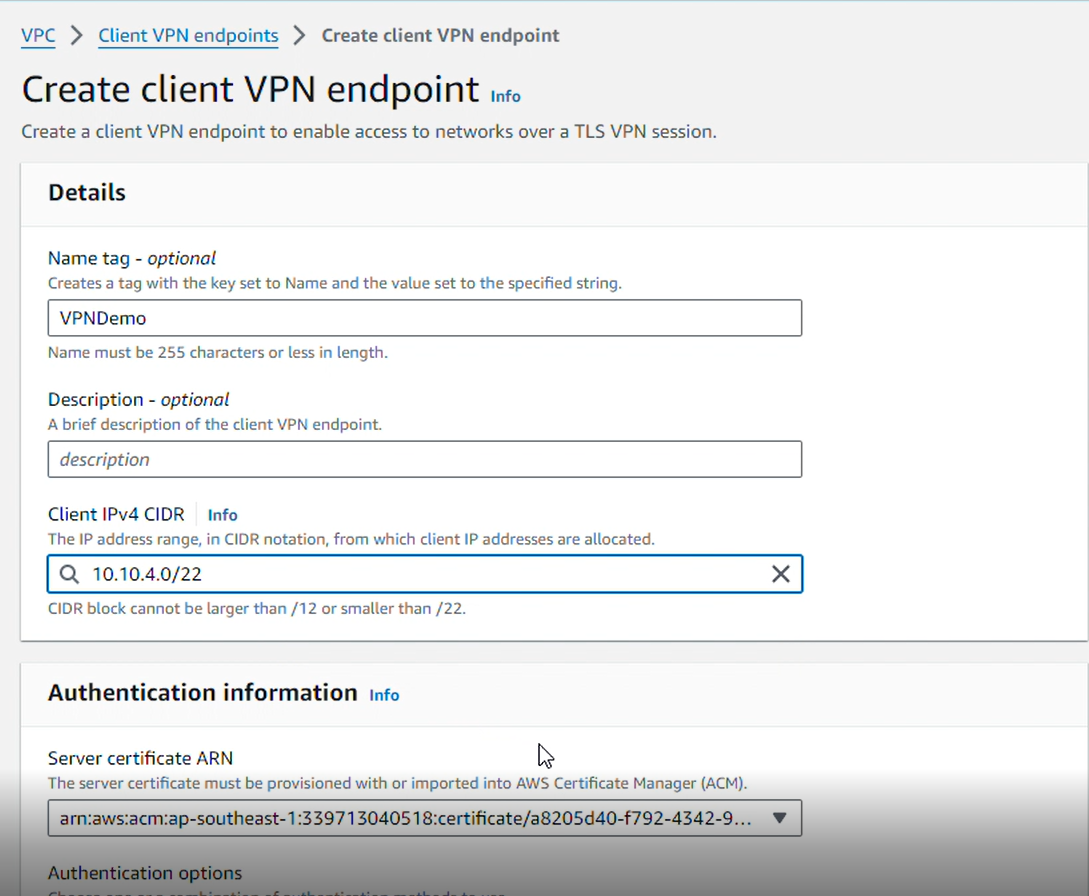 VPC > Client VPN endpoints > Create client VPN endpoint
Create client VPN endpoint Info
Create a client VPN endpoint to enable access to networks over a TLS VPN session.
Details
Name tag - optional
Creates a tag with the key set to Name and the value set to the specified string.
VPNDemo
Name must be 255 characters or less in length.
Description - optional
A brief description of the client VPN endpoint.
description
Client IPv4 CIDR Info
The IP address range, in CIDR notation, from which client IP addresses are allocated.
10.10.4.0/22
CIDR block cannot be larger than /12 or smaller than /22.
Authentication information Info
Server certificate ARN
The server certificate must be provisioned with or imported into AWS Certificate Manager (ACM).
arn:aws:acm:ap-southeast-1:339713040518:certificate/a8205d40-f792-4342-9...
Authentication options